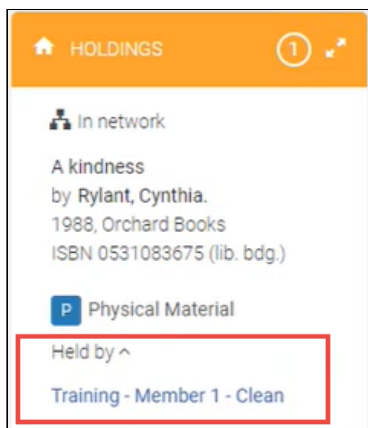 HOLDINGS 1
In network
A kindness
by Rylant, Cynthia.
1988, Orchard Books
ISBN 0531083675 (lib. bdg.)
P Physical Material
Held by
Training - Member 1 - Clean